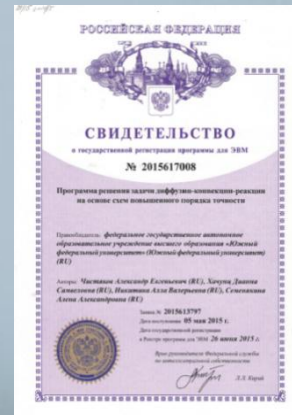 РОССИЙСКАЯ ФЕДЕРАЦИЯ
СВИДЕТЕЛЬСТВО
о государственной регистрации программы для ЭВМ
№ 2015617008
Программа решения задачи диффузии-конвекции-реакции
на основе схем повышенного порядка точности
Правообладатель: федеральное государственное автономное
образовательное учреждение высшего образования «Южный
федеральный университет» (Южный федеральный университет)
(RU)
Авторы: Чистяков Александр Евгеньевич (RU), Хачунц Дианна
Самвеловна (RU), Никитина Алла Валерьевна (RU), Семенякина
Алена Александровна (RU)
Заявка № 2015613797
Дата поступления 05 мая 2015 г.
Дата государственной регистрации
в Реестре программ для ЭВМ 26 июня 2015 г.
Врио руководителя Федеральной службы
по интеллектуальной собственности
Л.Л. Кирий